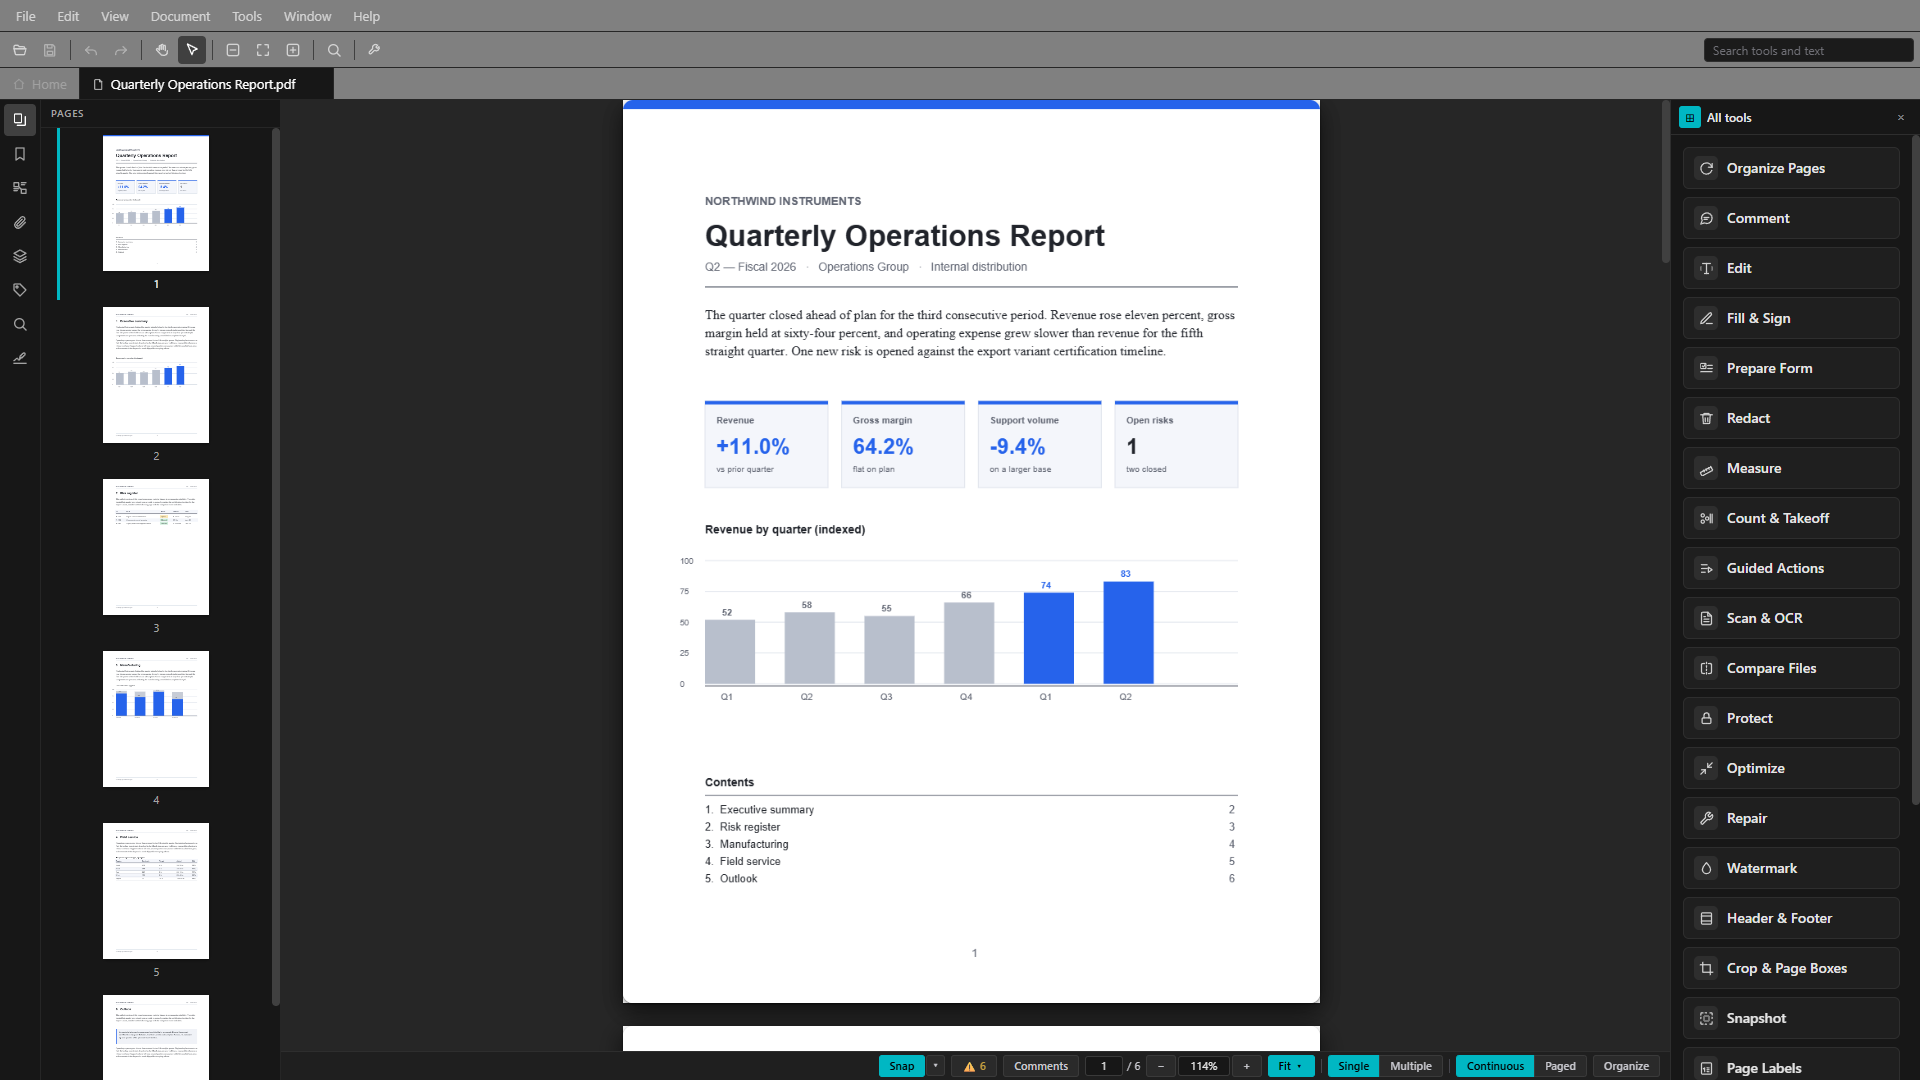 File Edit View Document Tools Window Help
Search tools and text
Home Quarterly Operations Report.pdf
PAGES
1
2
3
4
5
NORTHWIND INSTRUMENTS
Quarterly Operations Report
Q2 — Fiscal 2026 · Operations Group · Internal distribution
The quarter closed ahead of plan for the third consecutive period. Revenue rose eleven percent, gross
margin held at sixty-four percent, and operating expense grew slower than revenue for the fifth
straight quarter. One new risk is opened against the export variant certification timeline.
Revenue
+11.0%
vs prior quarter
Gross margin
64.2%
flat on plan
Support volume
-9.4%
on a larger base
Open risks
1
two closed
Revenue by quarter (indexed)
100
75
50
25
0
52 58 55 66 74 83
Q1 Q2 Q3 Q4 Q1 Q2
Contents
1. Executive summary 2
2. Risk register 3
3. Manufacturing 4
4. Field service 5
5. Outlook 6
1
All tools
Organize Pages
Comment
Edit
Fill & Sign
Prepare Form
Redact
Measure
Count & Takeoff
Guided Actions
Scan & OCR
Compare Files
Protect
Optimize
Repair
Watermark
Header & Footer
Crop & Page Boxes
Snapshot
Page Labels
Snap 6 Comments 1 / 6 − 114% + Fit Single Multiple Continuous Paged Organize